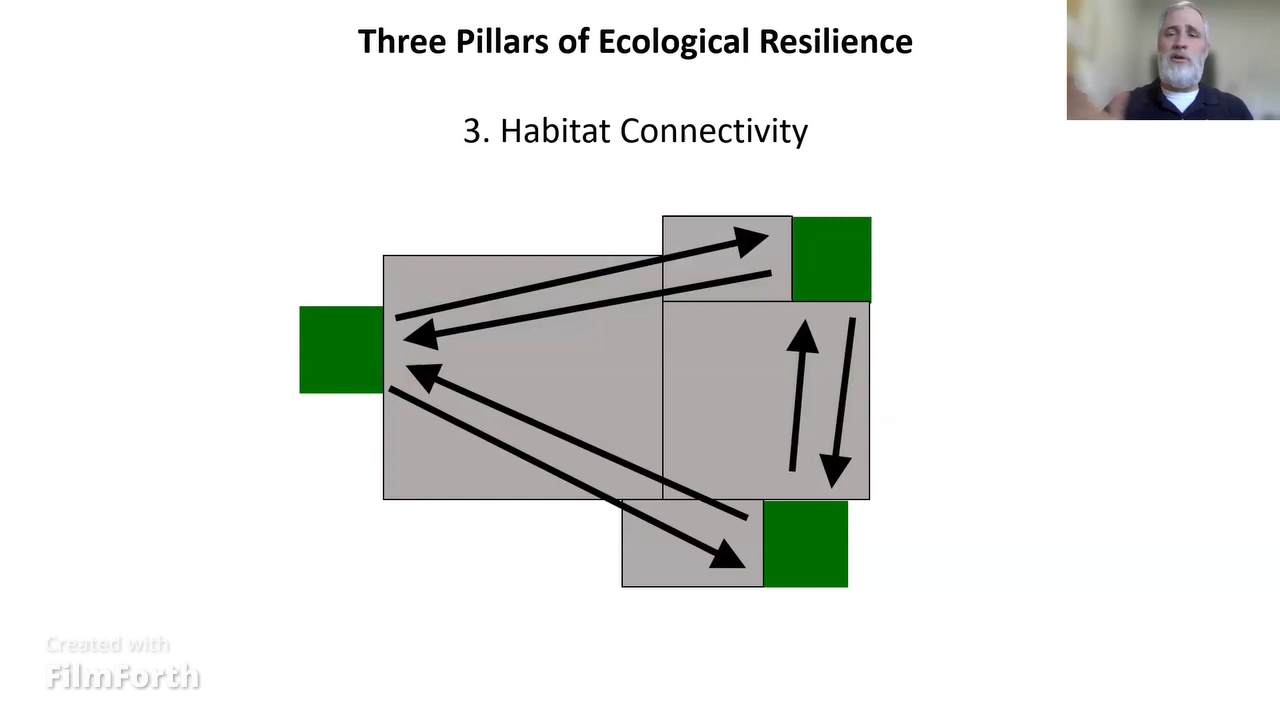 Three Pillars of Ecological Resilience
3. Habitat Connectivity
Created with
FilmForth